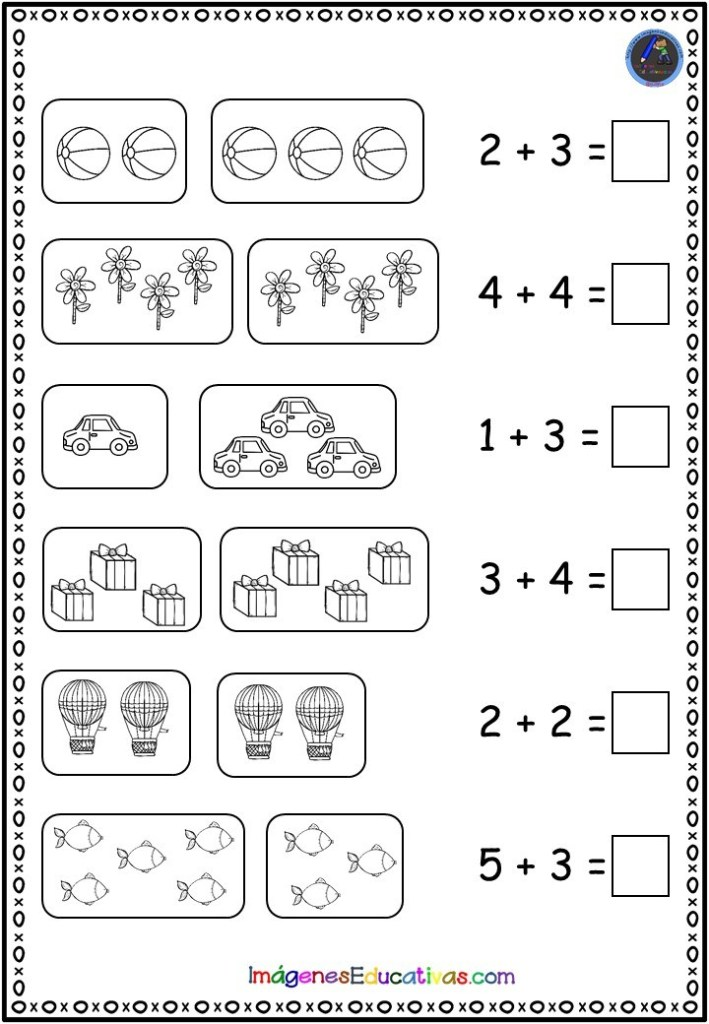 2 + 3 =
4 + 4 =
1 + 3 =
3 + 4 =
2 + 2 =
5 + 3 =
ImágenesEducativas.com